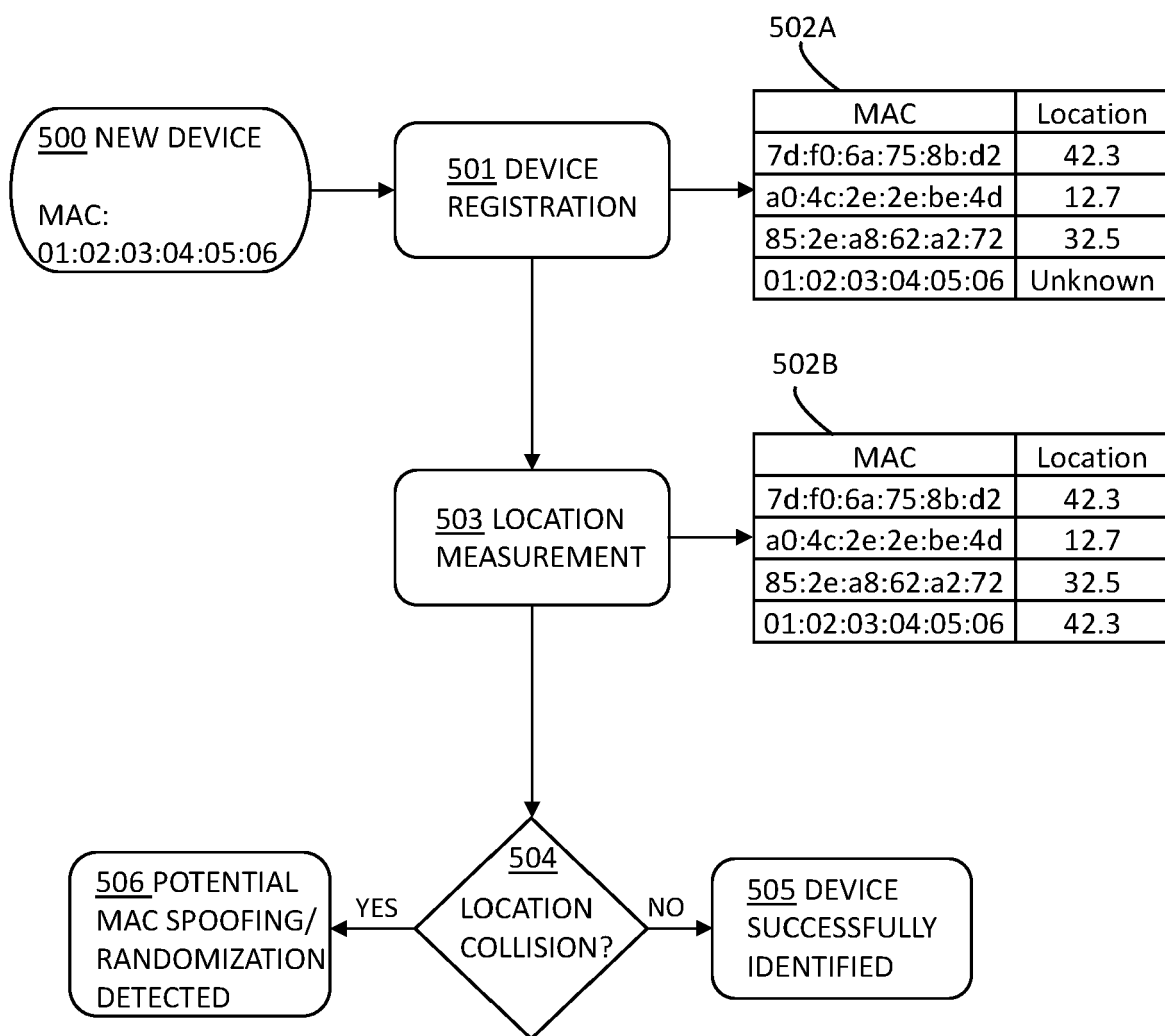 502A
500 NEW DEVICE
MAC:
01:02:03:04:05:06
501 DEVICE
REGISTRATION
MAC Location
7d:f0:6a:75:8b:d2 42.3
a0:4c:2e:2e:be:4d 12.7
85:2e:a8:62:a2:72 32.5
01:02:03:04:05:06 Unknown
502B
503 LOCATION
MEASUREMENT
MAC Location
7d:f0:6a:75:8b:d2 42.3
a0:4c:2e:2e:be:4d 12.7
85:2e:a8:62:a2:72 32.5
01:02:03:04:05:06 42.3
504
LOCATION
COLLISION?
YES
NO
506 POTENTIAL
MAC SPOOFING/
RANDOMIZATION
DETECTED
505 DEVICE
SUCCESSFULLY
IDENTIFIED